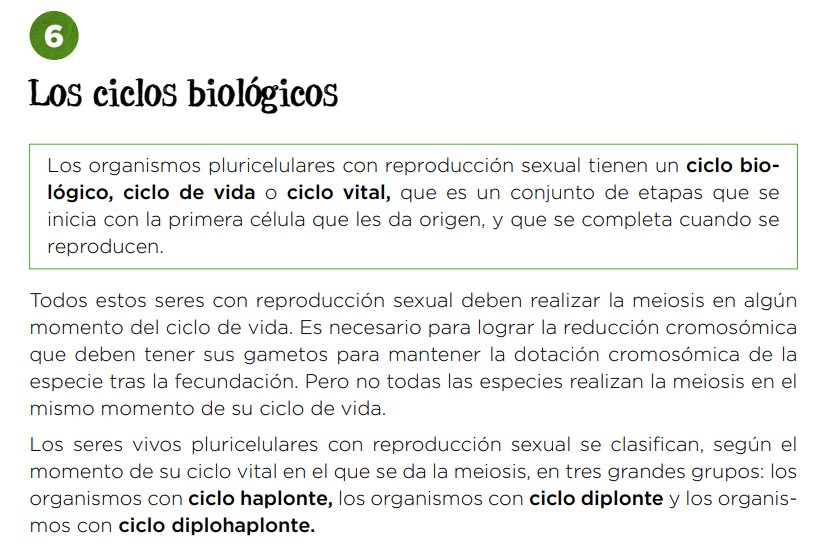 6
Los ciclos biológicos
Los organismos pluricelulares con reproducción sexual tienen un ciclo bio-
lógico, ciclo de vida o ciclo vital, que es un conjunto de etapas que se
inicia con la primera célula que les da origen, y que se completa cuando se
reproducen.
Todos estos seres con reproducción sexual deben realizar la meiosis en algún
momento del ciclo de vida. Es necesario para lograr la reducción cromosómica
que deben tener sus gametos para mantener la dotación cromosómica de la
especie tras la fecundación. Pero no todas las especies realizan la meiosis en el
mismo momento de su ciclo de vida.
Los seres vivos pluricelulares con reproducción sexual se clasifican, según el
momento de su ciclo vital en el que se da la meiosis, en tres grandes grupos: los
organismos con ciclo haplonte, los organismos con ciclo diplonte y los organis-
mos con ciclo diplohaplonte.